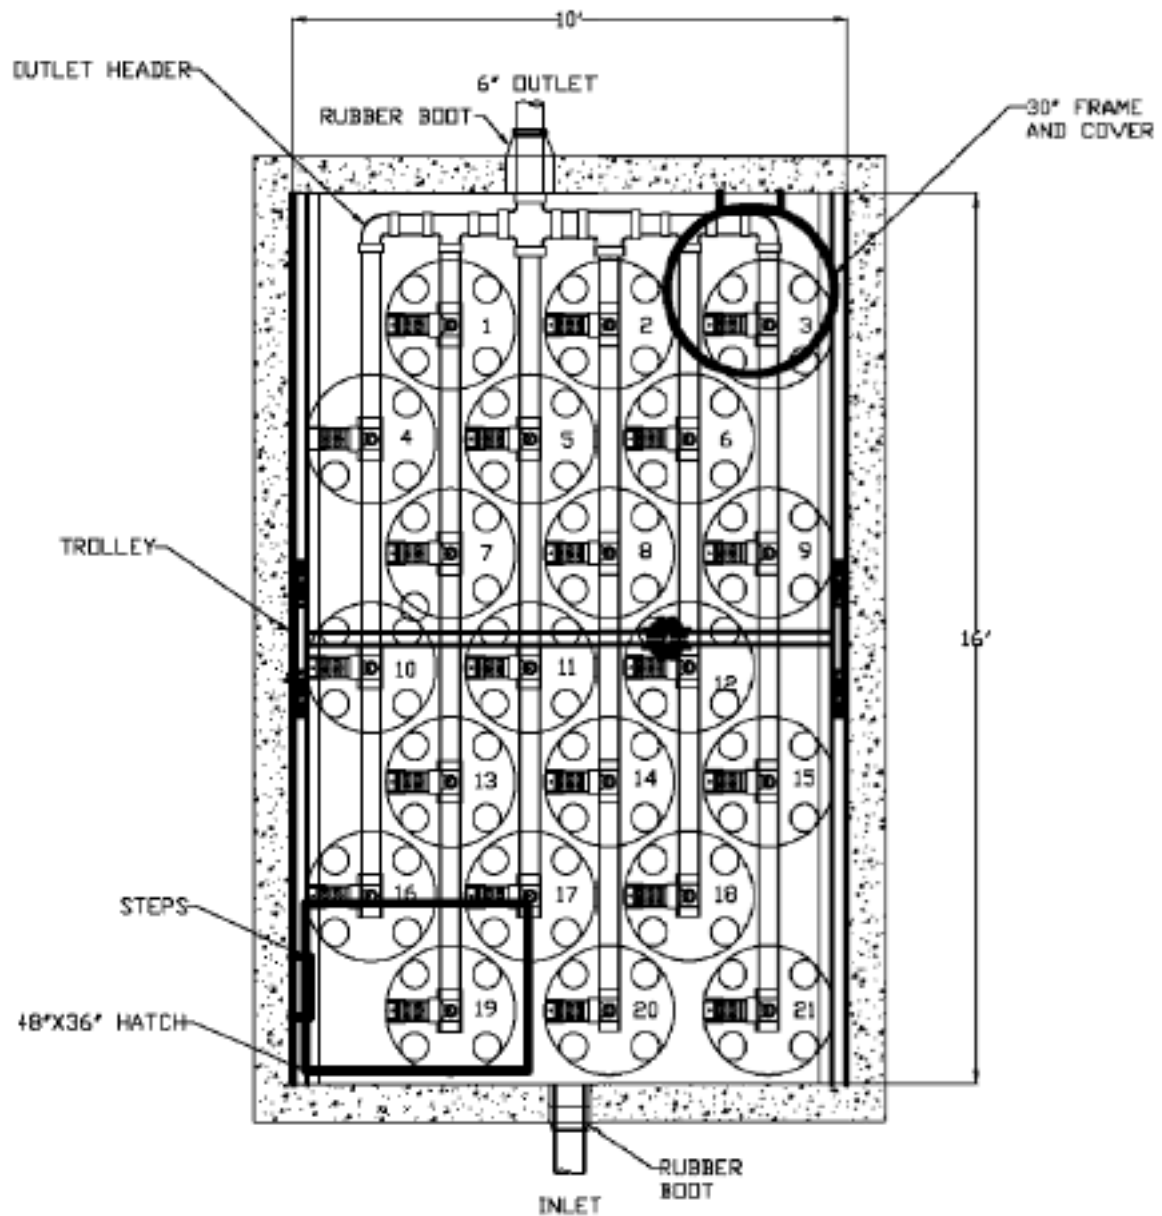 10'
OUTLET HEADER
6" OUTLET
RUBBER BOOT
30" FRAME
AND COVER
1
2
3
4
5
6
7
8
9
TROLLEY
16'
10
11
12
13
14
15
16
17
18
STEPS
19
20
21
48"X36" HATCH
RUBBER
BOOT
INLET